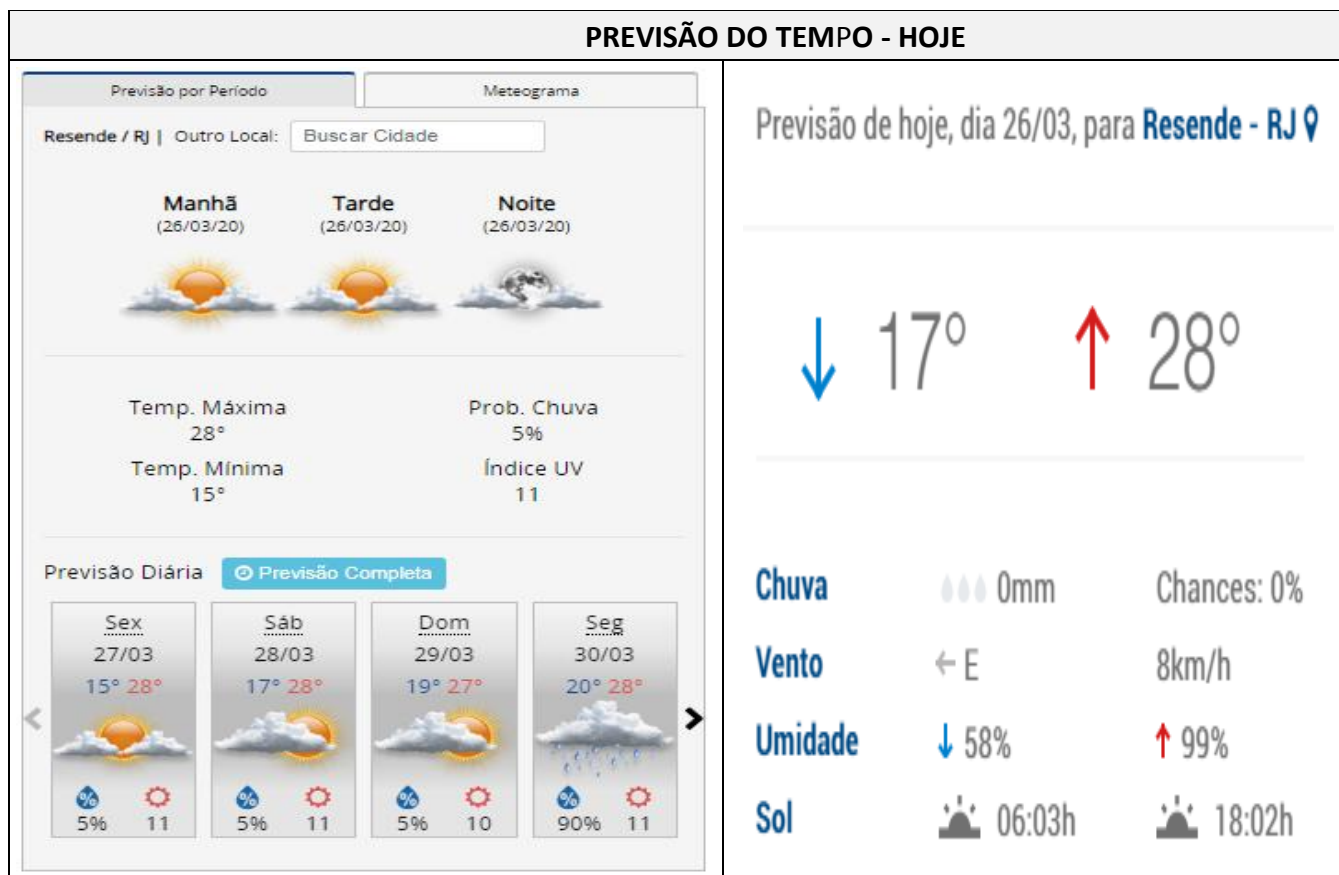 PREVISÃO DO TEMPO - HOJE
Previsão por Período
Meteograma
Resende / RJ | Outro Local: Buscar Cidade
Manhã Tarde Noite
(26/03/20) (26/03/20) (26/03/20)
Temp. Máxima Prob. Chuva
28° 5%
Temp. Mínima Índice UV
15° 11
Previsão Diária Previsão Completa
Sex Sáb Dom Seg
27/03 28/03 29/03 30/03
15° 28° 17° 28° 19° 27° 20° 28°
% % % %
5% 11 5% 11 5% 10 90% 11
Previsão de hoje, dia 26/03, para Resende - RJ
17° 28°
Chuva 0mm Chances: 0%
Vento E 8km/h
Umidade 58% 99%
Sol 06:03h 18:02h